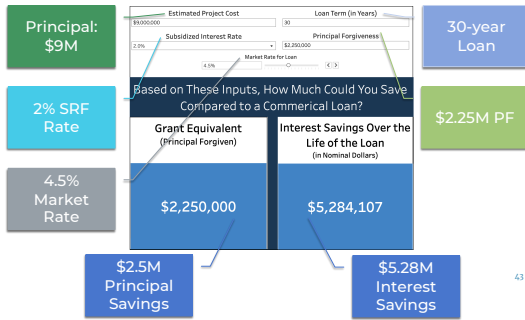 Principal:
$9M
2% SRF
Rate
4.5%
Market
Rate
Estimated Project Cost
$9,000,000
Loan Term (in Years)
30
Subsidized Interest Rate
2.0%
Principal Forgiveness
$2,250,000
Market Rate for Loan
4.5%
Based on These Inputs, How Much Could You Save
Compared to a Commerical Loan?
Grant Equivalent
(Principal Forgiven)
$2,250,000
Interest Savings Over the
Life of the Loan
(in Nominal Dollars)
$5,284,107
30-year
Loan
$2.25M PF
$2.5M
Principal
Savings
$5.28M
Interest
Savings
43